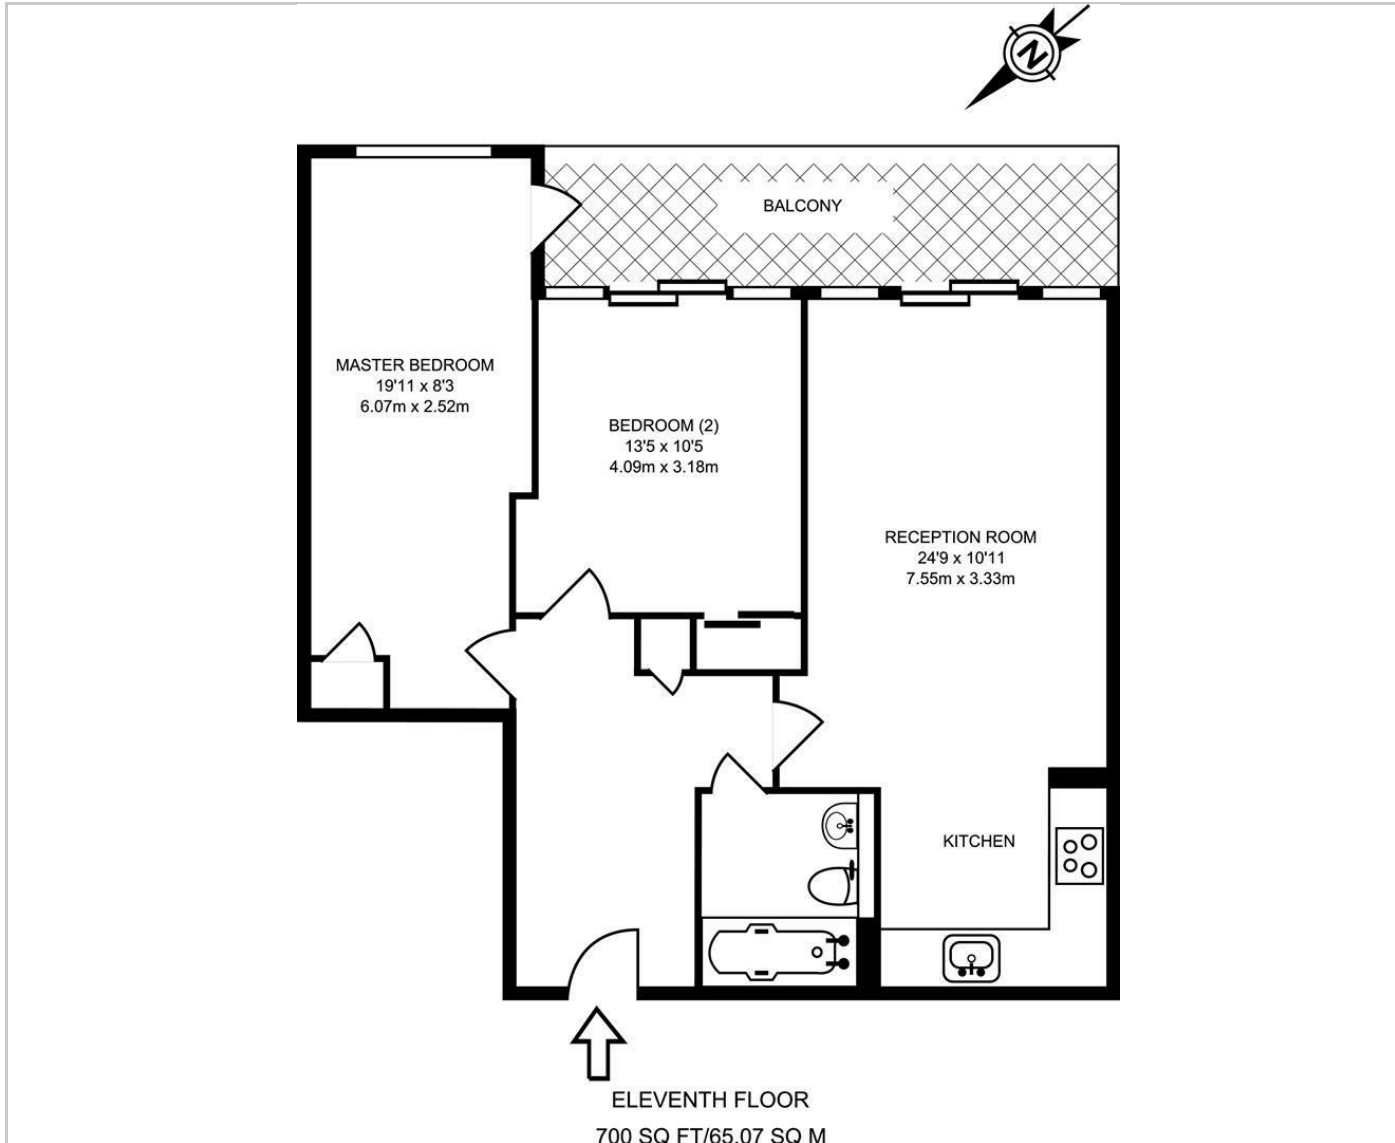 N
BALCONY
MASTER BEDROOM
19'11 x 8'3
6.07m x 2.52m
BEDROOM (2)
13'5 x 10'5
4.09m x 3.18m
RECEPTION ROOM
24'9 x 10'11
7.55m x 3.33m
KITCHEN
ELEVENTH FLOOR
700 SQ FT/65.07 SQ M